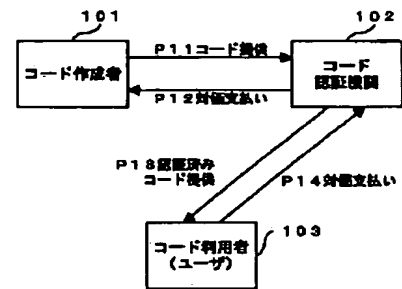 101
102
P11コード提供
コード作成者
コード
認証機関
P12対価支払い
P13認証済み
コード提供
P14対価支払い
103
コード利用者
(ユーザ)